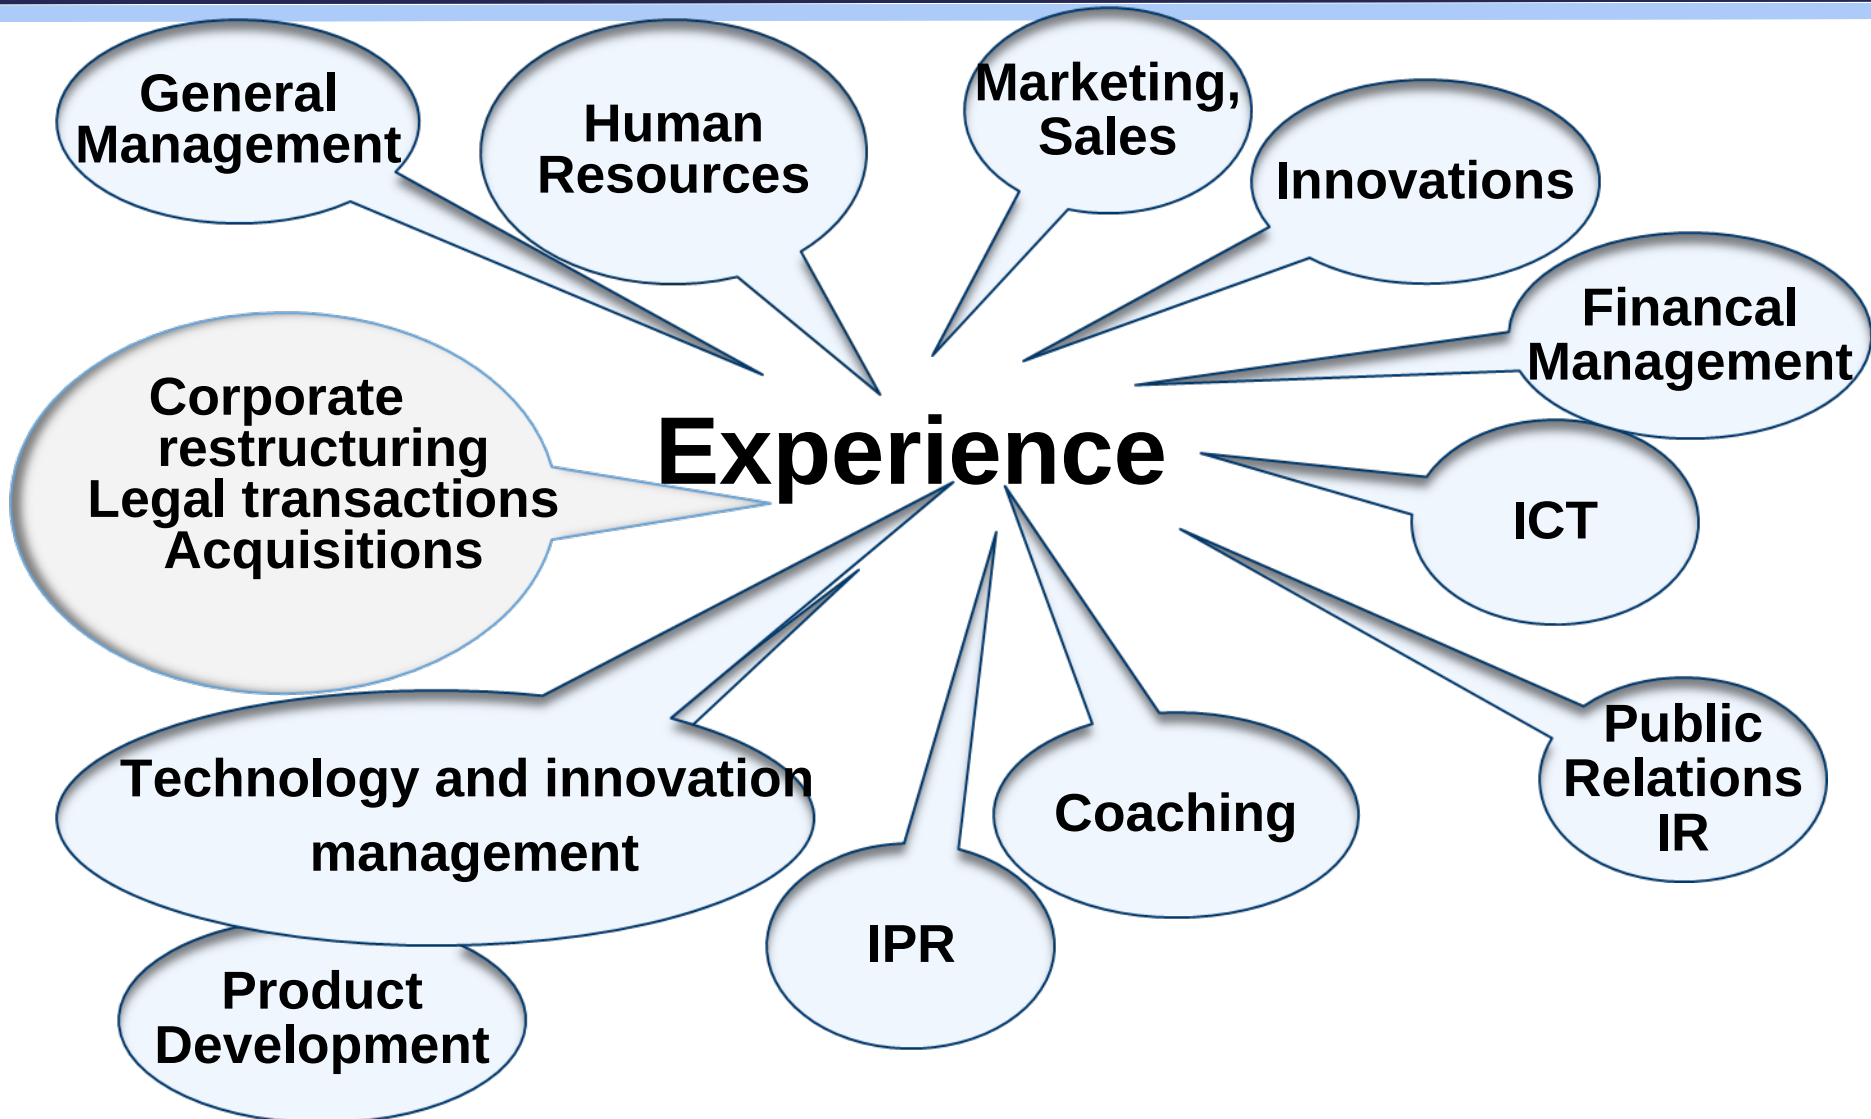 General
Management
Human
Resources
Marketing,
Sales
Innovations
Financal
Management
Corporate
restructuring
Legal transactions
Acquisitions
Experience
ICT
Public
Relations
IR
Technology and innovation
management
Coaching
IPR
Product
Development